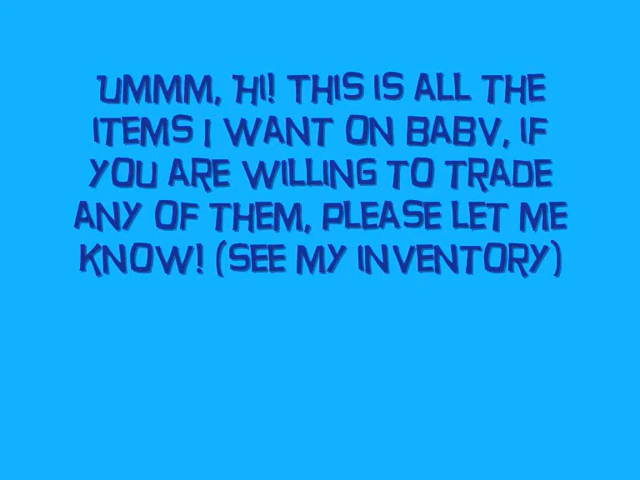 UMMM, HI! THIS IS ALL THE
ITEMS I WANT ON BABV, IF
YOU ARE WILLING TO TRADE
ANY OF THEM, PLEASE LET ME
KNOW! (SEE MY INVENTORY)